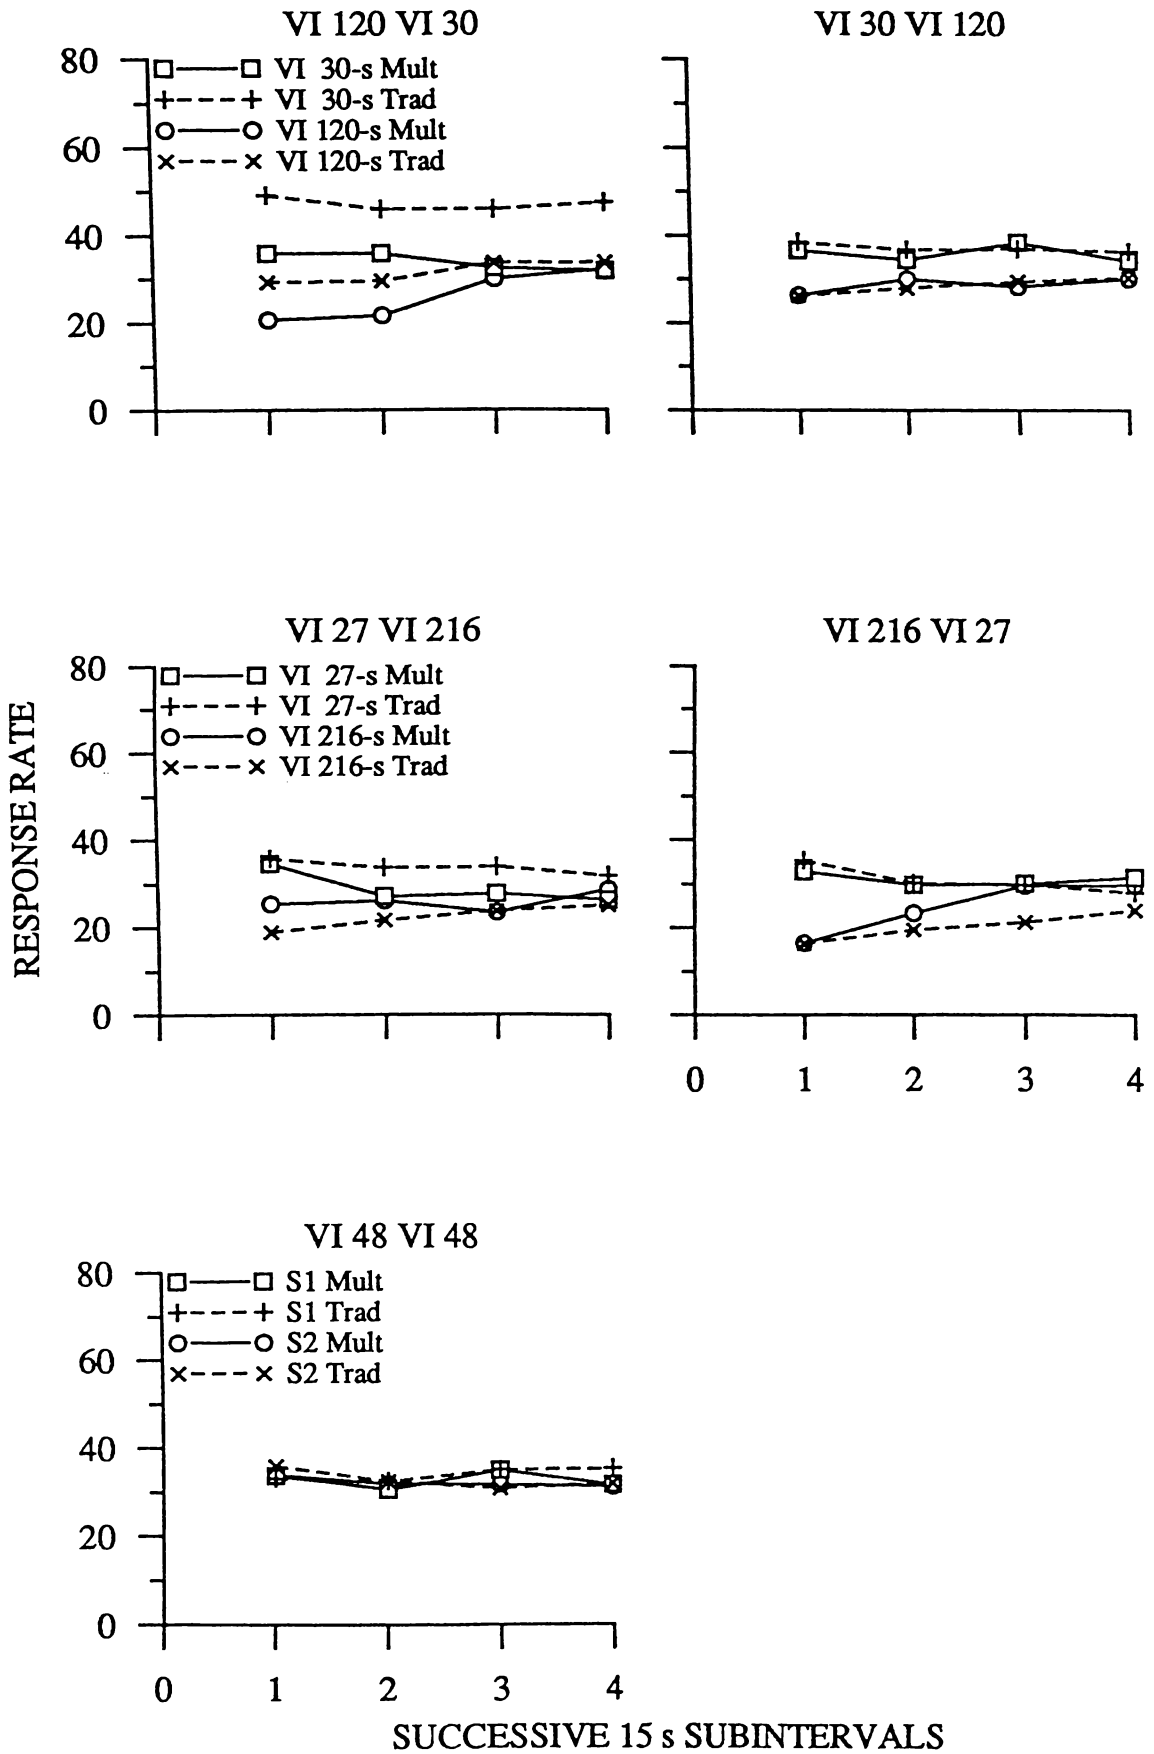 VI 120 VI 30
80
VI 30-s Mult
VI 30-s Trad
VI 120-s Mult
VI 120-s Trad
60
40
20
0
VI 30 VI 120
RESPONSE RATE
VI 27 VI 216
80
VI 27-s Mult
VI 27-s Trad
VI 216-s Mult
VI 216-s Trad
60
40
20
0
VI 216 VI 27
0 1 2 3 4
VI 48 VI 48
80
S1 Mult
S1 Trad
S2 Mult
S2 Trad
60
40
20
0
0 1 2 3 4
SUCCESSIVE 15 s SUBINTERVALS